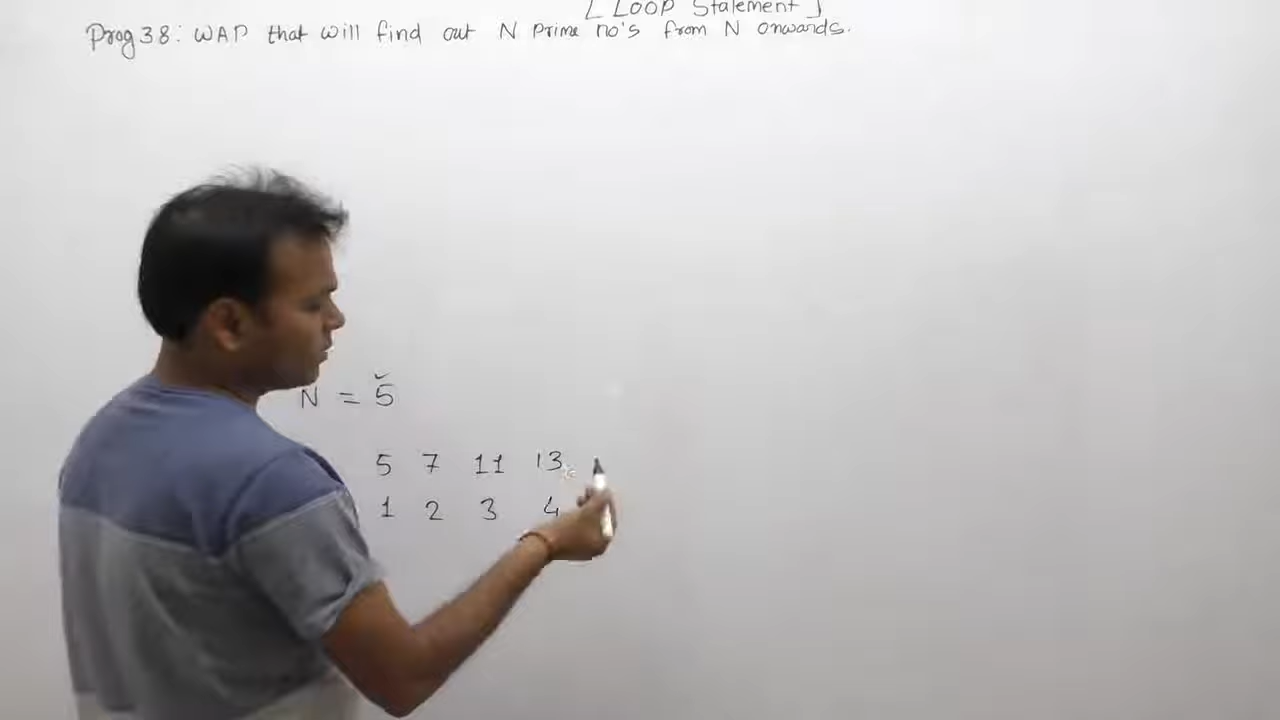 [ Loop Statement ]
Prog 38: WAP that will find out N Prime no's from N onwards.
N = 5
5 7 11 13
1 2 3 4